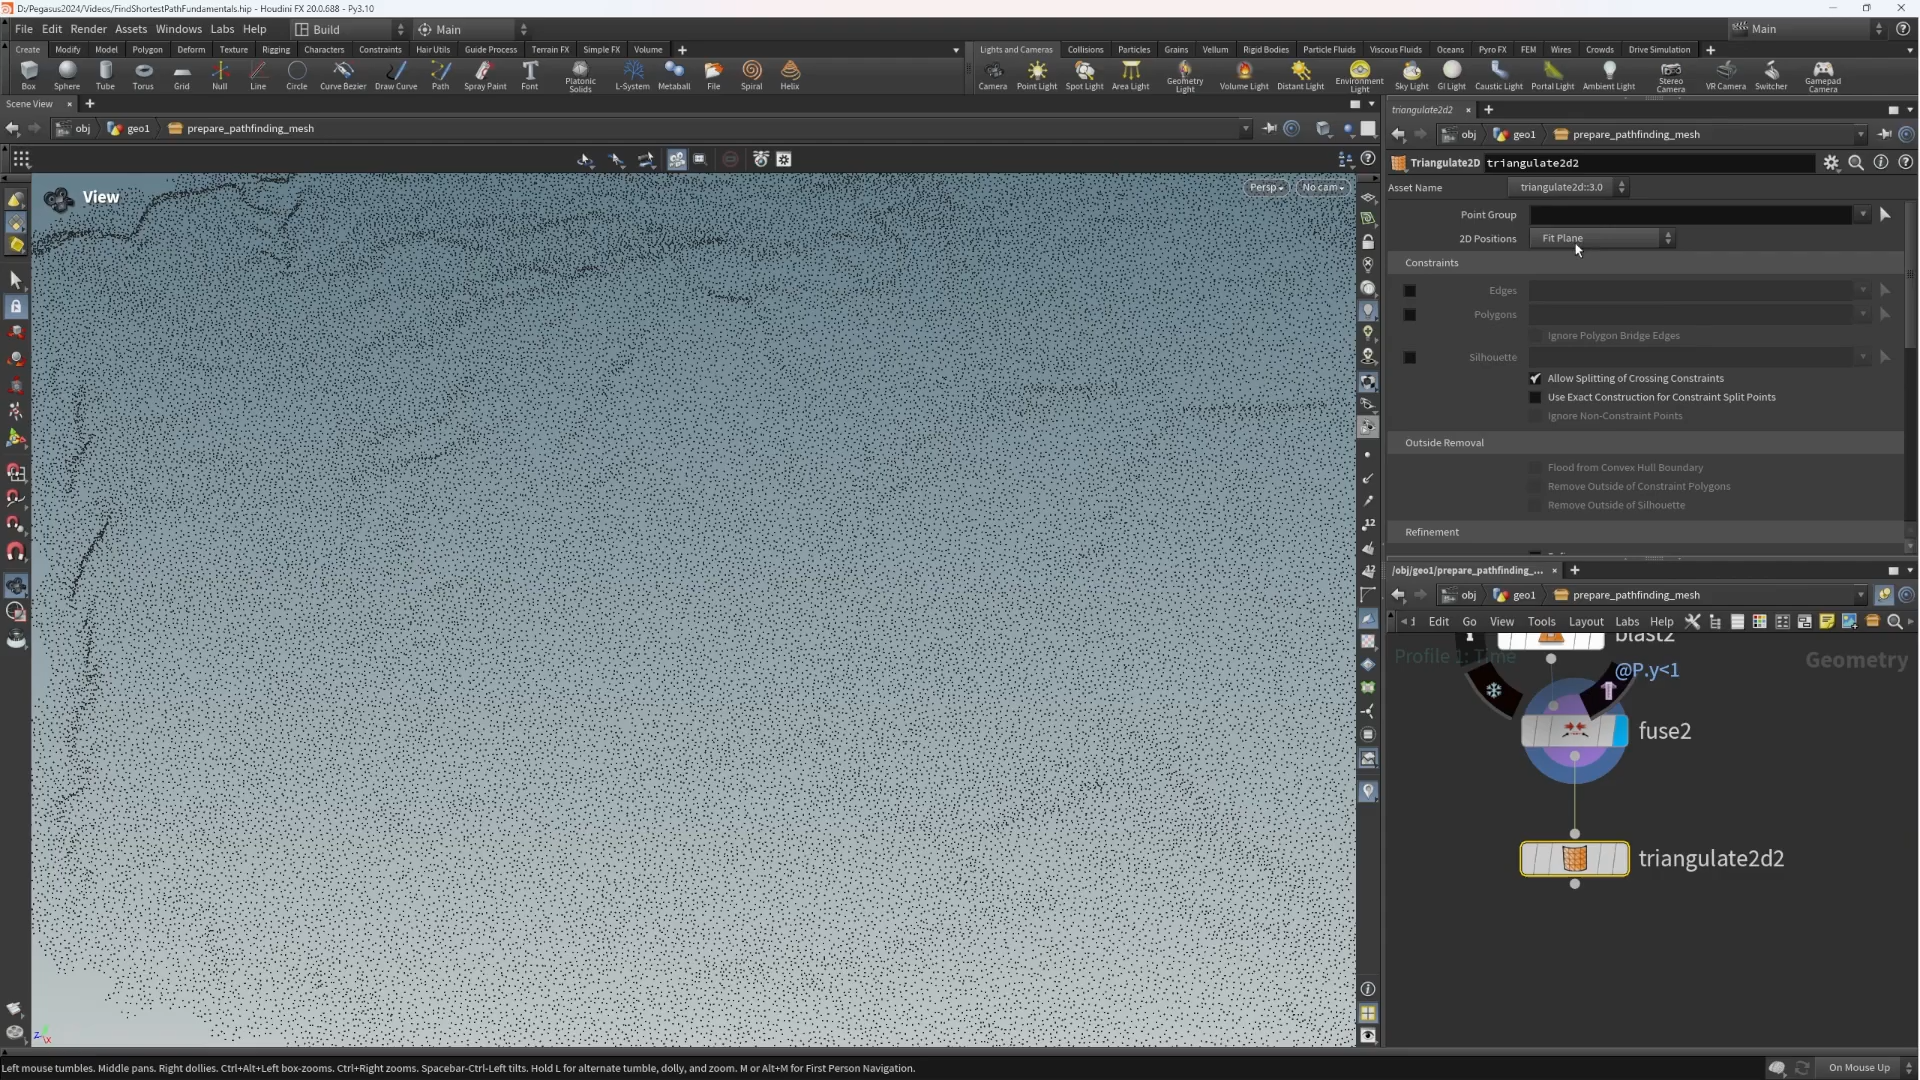 D:/Pegasus2024/Videos/FindShortestPathFundamentals.hip - Houdini FX 20.0.688 - Py3.10
File Edit Render Assets Windows Labs Help Build Main Main
Create Modify Model Polygon Deform Texture Rigging Characters Constraints Hair Utils Guide Process Terrain FX Simple FX Volume
Lights and Cameras Collisions Particles Grains Vellum Rigid Bodies Particle Fluids Viscous Fluids Oceans Pyro FX FEM Wires Crowds Drive Simulation
Box Sphere Tube Torus Grid Null Line Circle Curve Bezier Draw Curve Path Spray Paint Font Platonic Solids L-System Metaball File Spiral Helix
Camera Point Light Spot Light Area Light Geometry Light Volume Light Distant Light Environment Light Sky Light GI Light Caustic Light Portal Light Ambient Light Stereo Camera VR Camera Switcher Gamepad Camera
Scene View
obj geo1 prepare_pathfinding_mesh
View
Persp No cam
triangulate2d2
obj geo1 prepare_pathfinding_mesh
Triangulate2D triangulate2d2
Asset Name triangulate2d::3.0
Point Group
2D Positions Fit Plane
Constraints
Edges
Polygons
Ignore Polygon Bridge Edges
Silhouette
Allow Splitting of Crossing Constraints
Use Exact Construction for Constraint Split Points
Ignore Non-Constraint Points
Outside Removal
Flood from Convex Hull Boundary
Remove Outside of Constraint Polygons
Remove Outside of Silhouette
Refinement
/obj/geo1/prepare_pathfinding_...
obj geo1 prepare_pathfinding_mesh
Edit Go View Tools Layout Labs Help
blast2
Profile 1: Time
Geometry
@P.y<1
fuse2
triangulate2d2
12
12
Z X
Left mouse tumbles. Middle pans. Right dollies. Ctrl+Alt+Left box-zooms. Ctrl+Right zooms. Spacebar-Ctrl-Left tilts. Hold L for alternate tumble, dolly, and zoom. M or Alt+M for First Person Navigation.
On Mouse Up